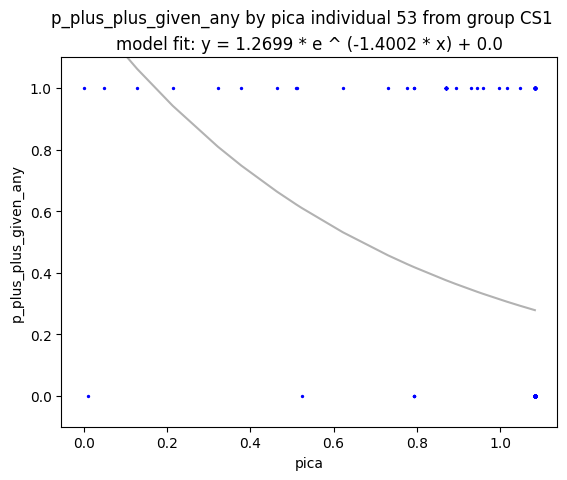 p_plus_plus_given_any by pica individual 53 from group CS1
model fit: y = 1.2699 * e ^ (-1.4002 * x) + 0.0
p_plus_plus_given_any
1.0
0.8
0.6
0.4
0.2
0.0
0.0 0.2 0.4 0.6 0.8 1.0
pica